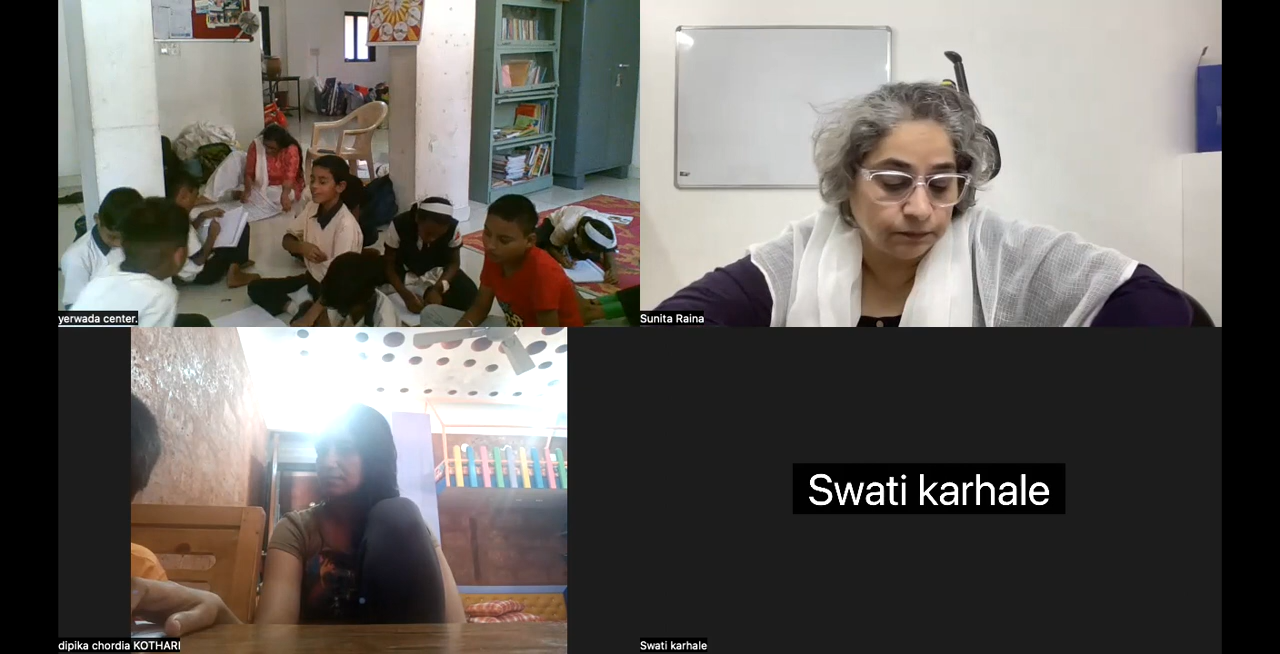 yerwada center.
Sunita Raina
dipika chordia KOTHARI
Swati karhale
Swati karhale